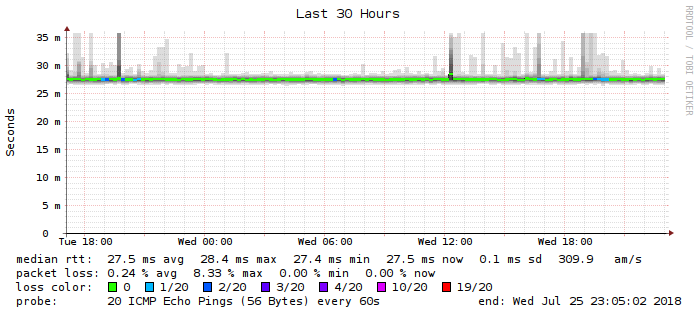 Last 30 Hours
RRDTOOL / TOBI OETIKER
Seconds
35 m
30 m
25 m
20 m
15 m
10 m
5 m
0
Tue 18:00 Wed 00:00 Wed 06:00 Wed 12:00 Wed 18:00
median rtt: 27.5 ms avg 28.4 ms max 27.4 ms min 27.5 ms now 0.1 ms sd 309.9 am/s
packet loss: 0.24 % avg 8.33 % max 0.00 % min 0.00 % now
loss color: 0 1/20 2/20 3/20 4/20 10/20 19/20
probe: 20 ICMP Echo Pings (56 Bytes) every 60s end: Wed Jul 25 23:05:02 2018